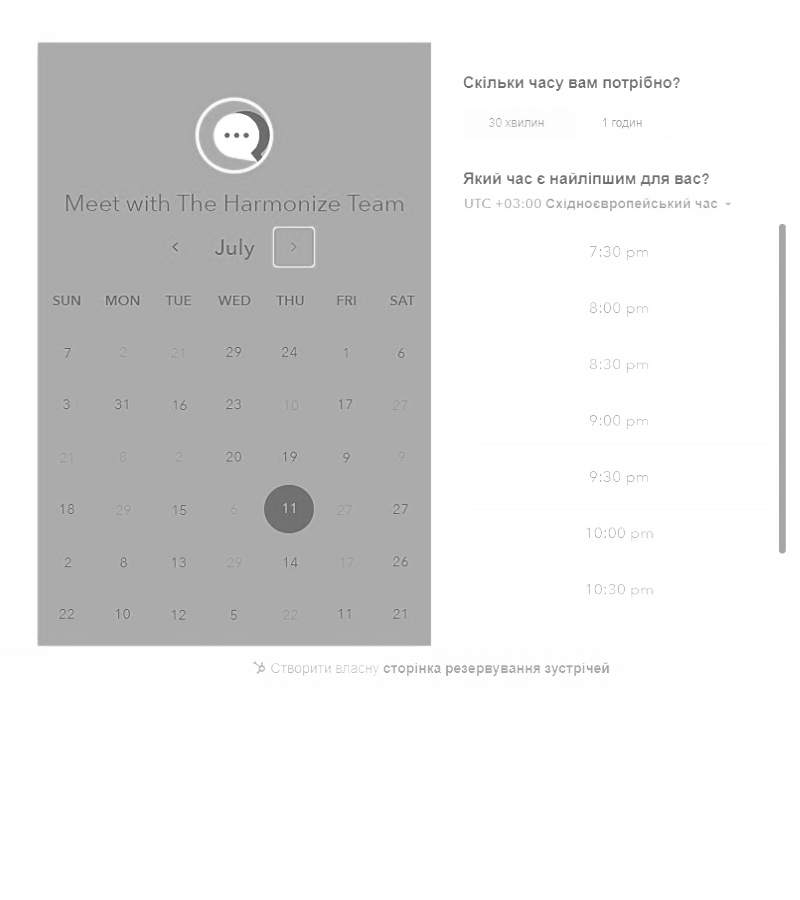 Meet with The Harmonize Team
July
SUN MON TUE WED THU FRI SAT
7 2 21 29 24 1 6
3 31 16 23 10 17 27
21 8 2 20 19 9 9
18 29 15 6 11 27 27
2 8 13 29 14 17 26
22 10 12 5 22 11 21
Скільки часу вам потрібно?
30 хвилин 1 годин
Який час є найліпшим для вас?
UTC +03:00 Східноєвропейський час
7:30 pm
8:00 pm
8:30 pm
9:00 pm
9:30 pm
10:00 pm
10:30 pm
Створити власну сторінка резервування зустрічей